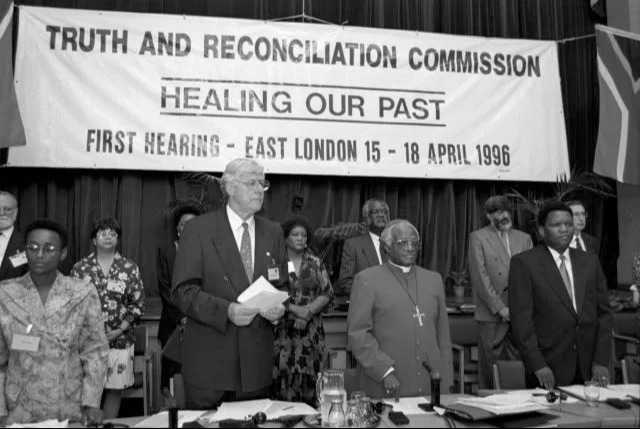 TRUTH AND RECONCILIATION COMMISSION
HEALING OUR PAST
FIRST HEARING - EAST LONDON 15 - 18 APRIL 1996